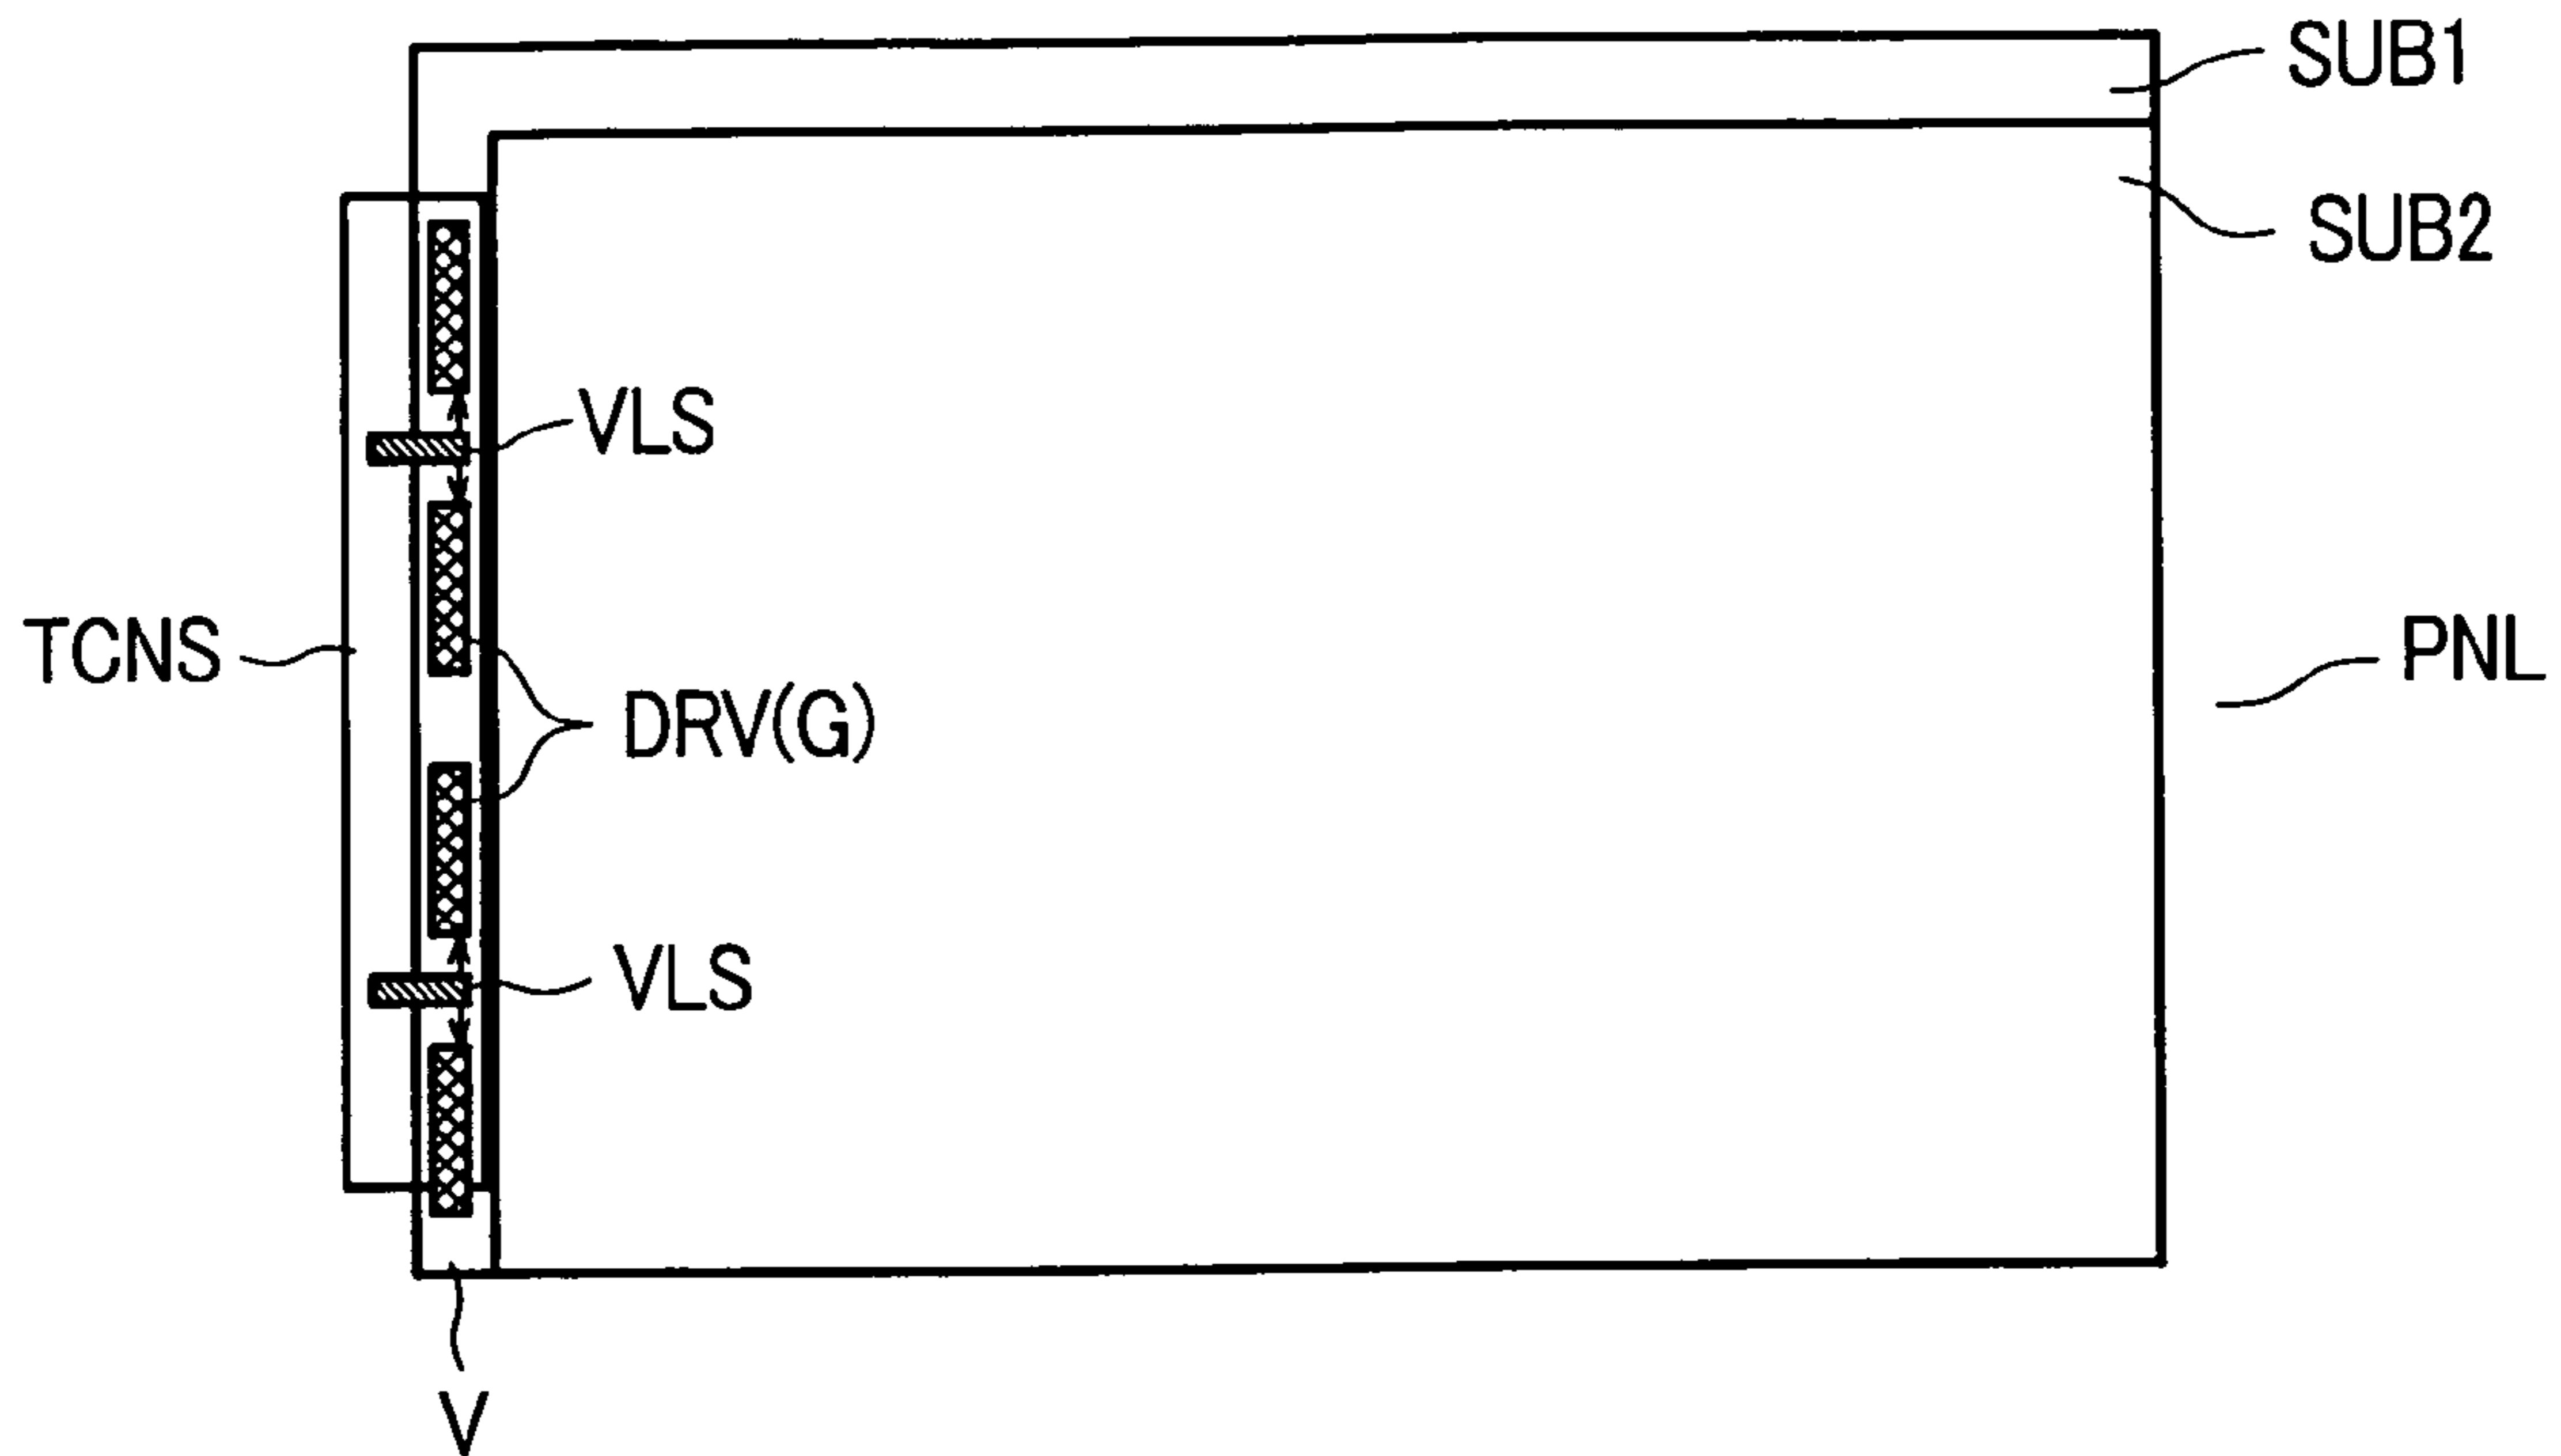 SUB1
SUB2
VLS
TCNS
PNL
DRV(G)
VLS
V